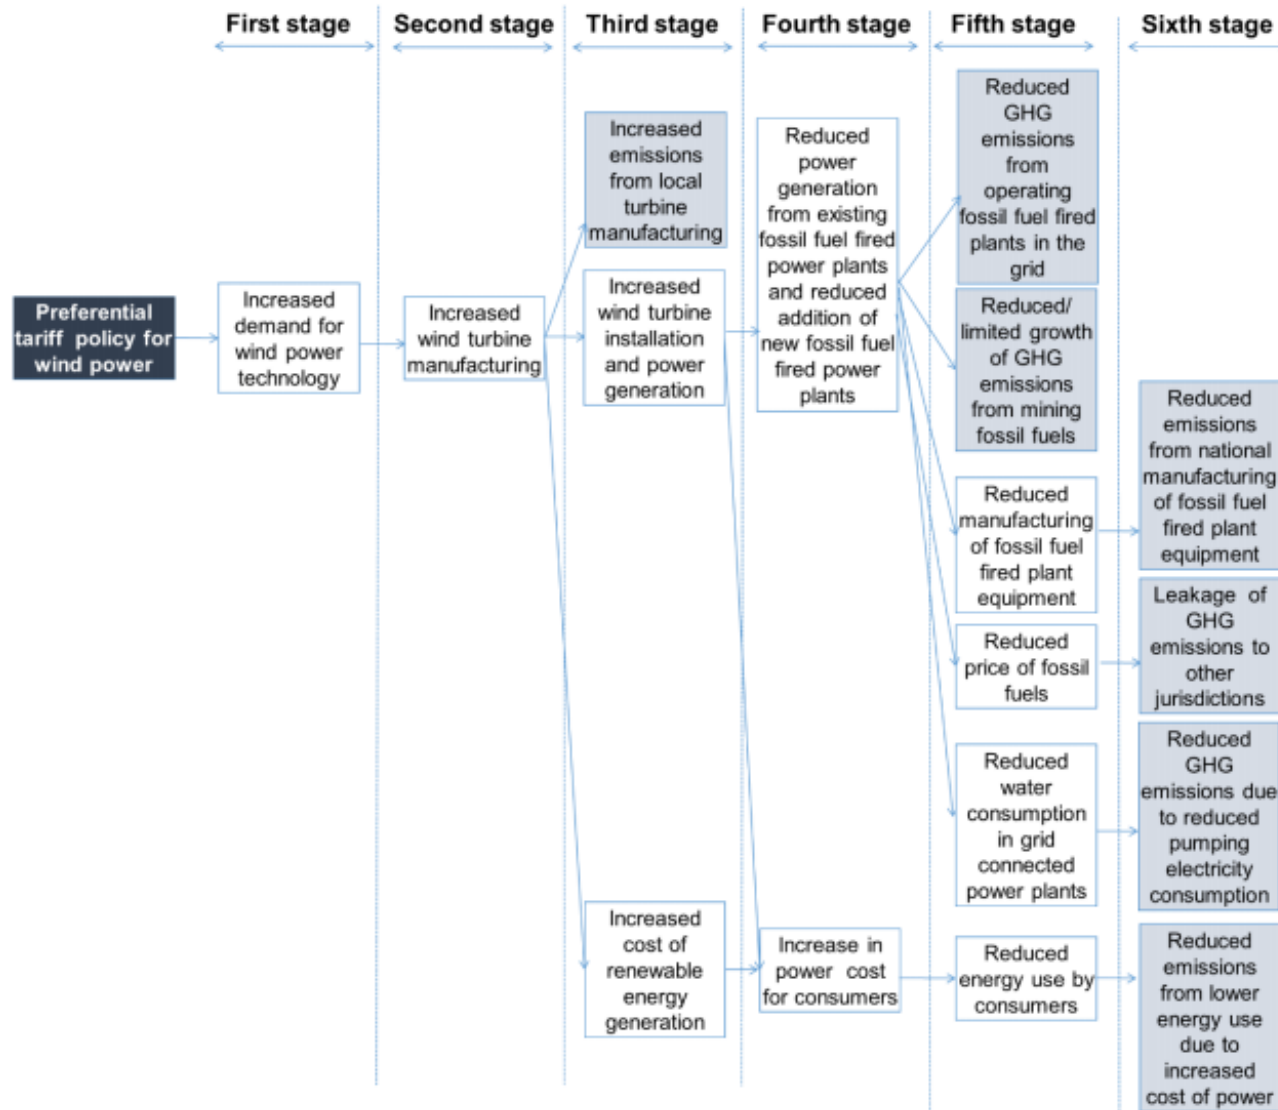 First stage
Second stage
Third stage
Fourth stage
Fifth stage
Sixth stage
Preferential
tariff policy for
wind power
Increased
demand for
wind power
technology
Increased
wind turbine
manufacturing
Increased
emissions
from local
turbine
manufacturing
Increased
wind turbine
installation
and power
generation
Increased
cost of
renewable
energy
generation
Reduced
power
generation
from existing
fossil fuel fired
power plants
and reduced
addition of
new fossil fuel
fired power
plants
Increase in
power cost
for consumers
Reduced
GHG
emissions
from
operating
fossil fuel fired
plants in the
grid
Reduced/
limited growth
of GHG
emissions
from mining
fossil fuels
Reduced
manufacturing
of fossil fuel
fired plant
equipment
Reduced
price of fossil
fuels
Reduced
water
consumption
in grid
connected
power plants
Reduced
energy use by
consumers
Reduced
emissions
from national
manufacturing
of fossil fuel
fired plant
equipment
Leakage of
GHG
emissions to
other
jurisdictions
Reduced
GHG
emissions due
to reduced
pumping
electricity
consumption
Reduced
emissions
from lower
energy use
due to
increased
cost of power